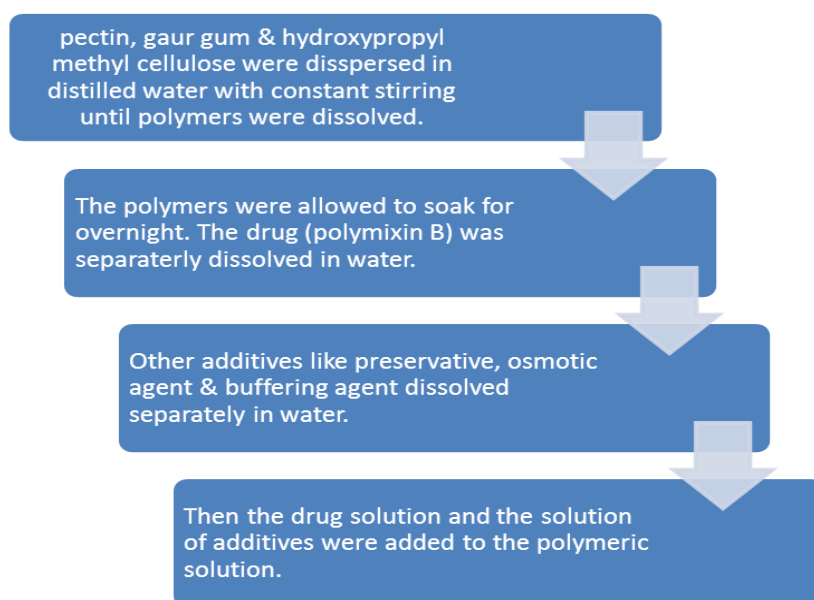 pectin, gaur gum & hydroxypropyl
methyl cellulose were disspersed in
distilled water with constant stirring
until polymers were dissolved.
The polymers were allowed to soak for
overnight. The drug (polymixin B) was
separaterly dissolved in water.
Other additives like preservative, osmotic
agent & buffering agent dissolved
separately in water.
Then the drug solution and the solution
of additives were added to the polymeric
solution.